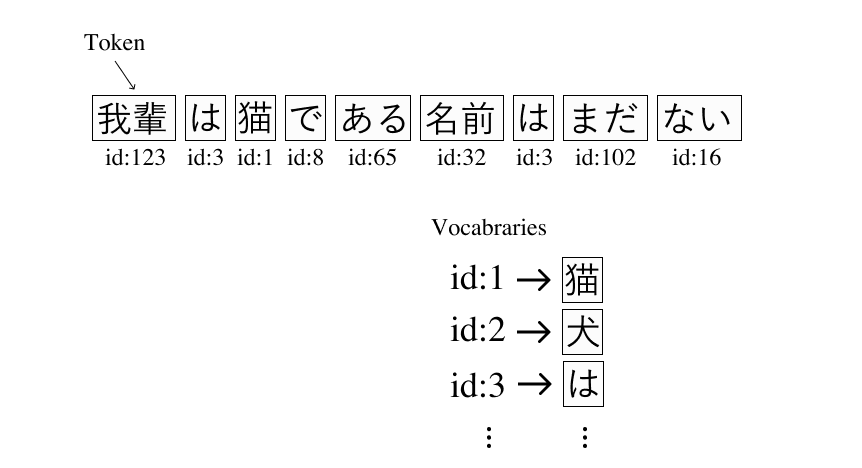 Token
我輩 は 猫 で ある 名前 は まだ ない
id:123 id:3 id:1 id:8 id:65 id:32 id:3 id:102 id:16
Vocabraries
id:1 → 猫
id:2 → 犬
id:3 → は
⋮ ⋮